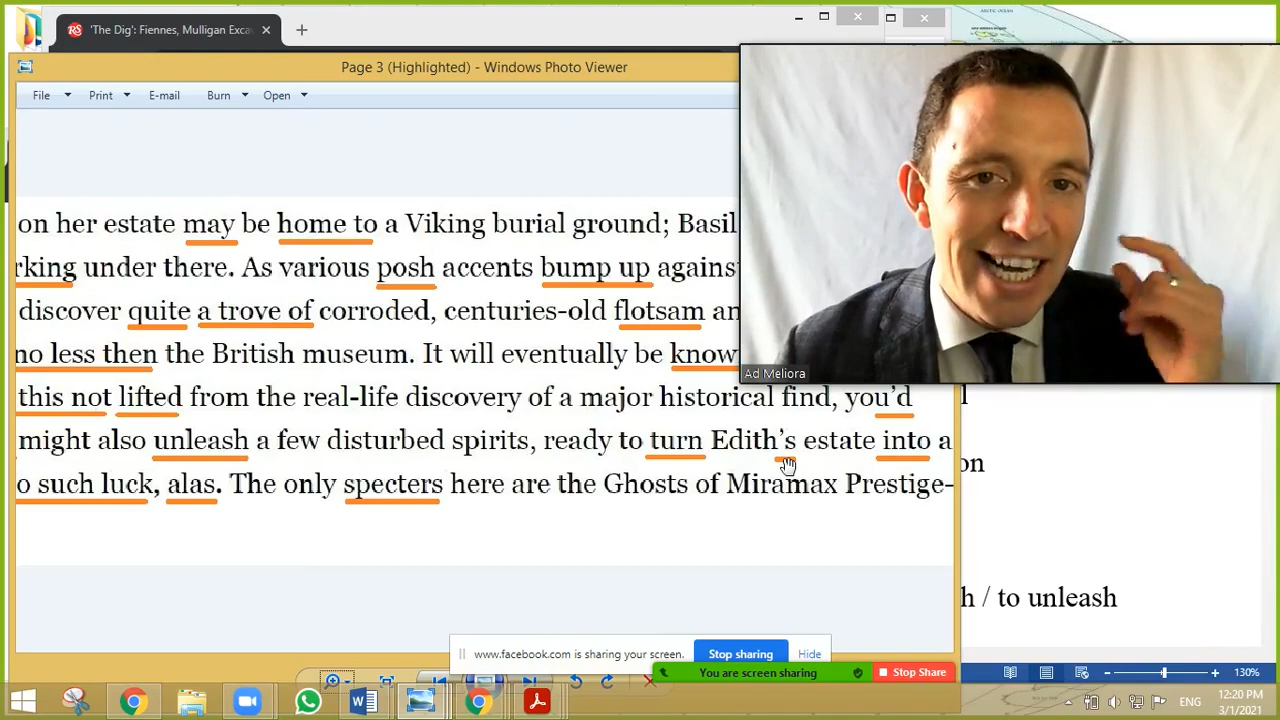 'The Dig': Fiennes, Mulligan Exca
Page 3 (Highlighted) - Windows Photo Viewer
File Print E-mail Burn Open
on her estate may be home to a Viking burial ground; Basil
rking under there. As various posh accents bump up against
discover quite a trove of corroded, centuries-old flotsam an
no less then the British museum. It will eventually be know
this not lifted from the real-life discovery of a major historical find, you'd
might also unleash a few disturbed spirits, ready to turn Edith's estate into a
o such luck, alas. The only specters here are the Ghosts of Miramax Prestige-
Ad Meliora
on
h / to unleash
www.facebook.com is sharing your screen. Stop sharing Hide
You are screen sharing Stop Share
130%
ENG
12:20 PM
3/1/2021